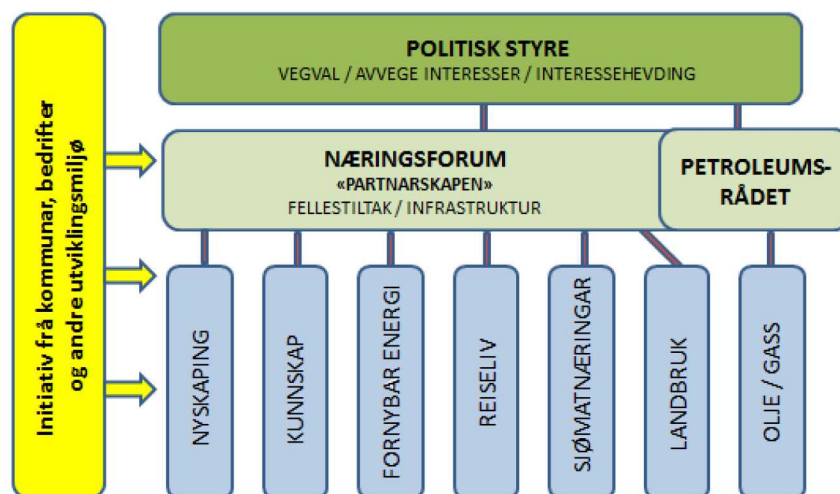 Initiativ frå kommunar, bedrifter
og andre utviklingsmiljø
POLITISK STYRE
VEGVAL / AVVEGE INTERESSER / INTERESSEHEVDING
NÆRINGSFORUM
«PARTNARSKAPEN»
FELLESTILTAK / INFRASTRUKTUR
PETROLEUMS-
RÅDET
NYSKAPING
KUNNSKAP
FORNYBAR ENERGI
REISELIV
SJØMATNÆRINGAR
LANDBRUK
OLJE / GASS